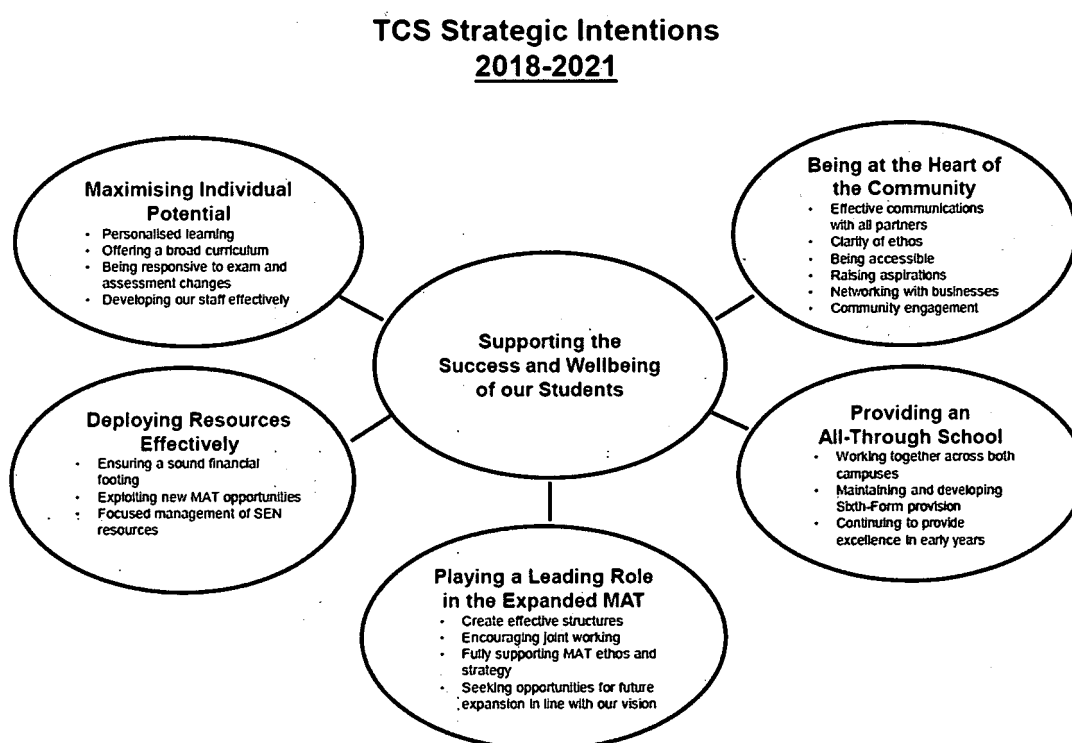 TCS Strategic Intentions
2018-2021
Maximising Individual
Potential
• Personalised learning
• Offering a broad curriculum
• Being responsive to exam and
assessment changes
• Developing our staff effectively
Being at the Heart of
the Community
• Effective communications
with all partners
• Clarity of ethos
• Being accessible
• Raising aspirations
• Networking with businesses
• Community engagement
Supporting the
Success and Wellbeing
of our Students
Deploying Resources
Effectively
• Ensuring a sound financial
footing
• Exploiting new MAT opportunities
• Focused management of SEN
resources
Providing an
All-Through School
• Working together across both
campuses
• Maintaining and developing
Sixth-Form provision
• Continuing to provide
excellence in early years
Playing a Leading Role
in the Expanded MAT
• Create effective structures
• Encouraging joint working
• Fully supporting MAT ethos and
strategy
• Seeking opportunities for future
expansion in line with our vision